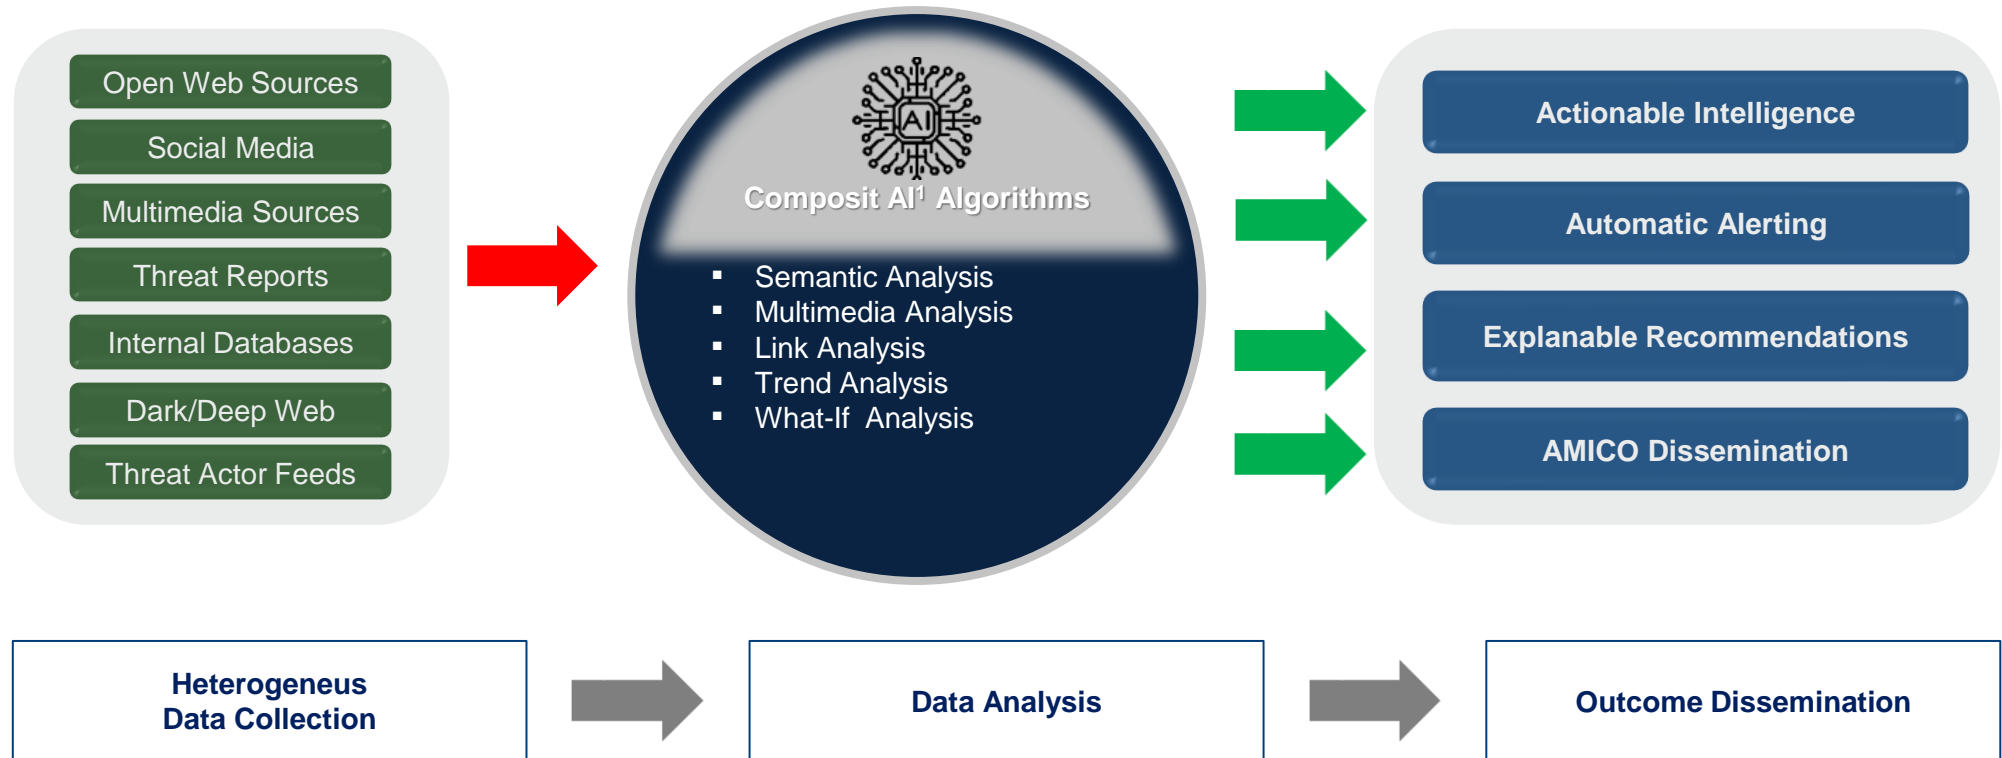 Open Web Sources
Social Media
Multimedia Sources
Threat Reports
Internal Databases
Dark/Deep Web
Threat Actor Feeds
AI
Composit AI¹ Algorithms
▪ Semantic Analysis
▪ Multimedia Analysis
▪ Link Analysis
▪ Trend Analysis
▪ What-If Analysis
Actionable Intelligence
Automatic Alerting
Explanable Recommendations
AMICO Dissemination
Heterogeneus
Data Collection
Data Analysis
Outcome Dissemination